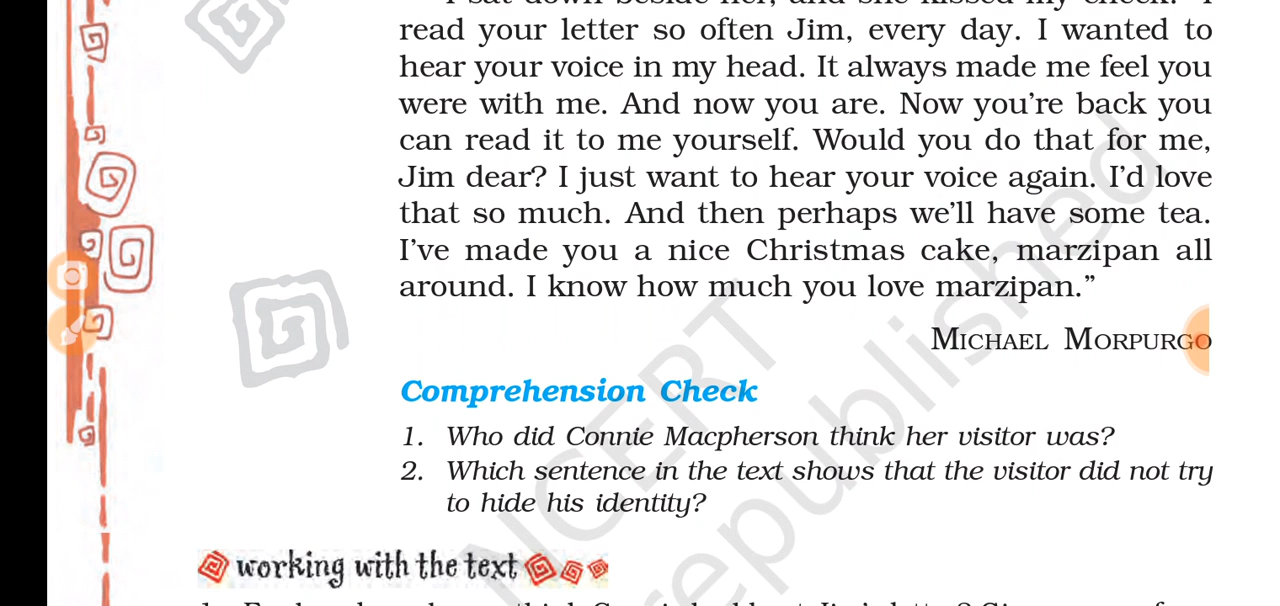 read your letter so often Jim, every day. I wanted to
hear your voice in my head. It always made me feel you
were with me. And now you are. Now you're back you
can read it to me yourself. Would you do that for me,
Jim dear? I just want to hear your voice again. I'd love
that so much. And then perhaps we'll have some tea.
I've made you a nice Christmas cake, marzipan all
around. I know how much you love marzipan.”
MICHAEL MORPURGO
Comprehension Check
1. Who did Connie Macpherson think her visitor was?
2. Which sentence in the text shows that the visitor did not try
to hide his identity?
working with the text
NCERT
republished